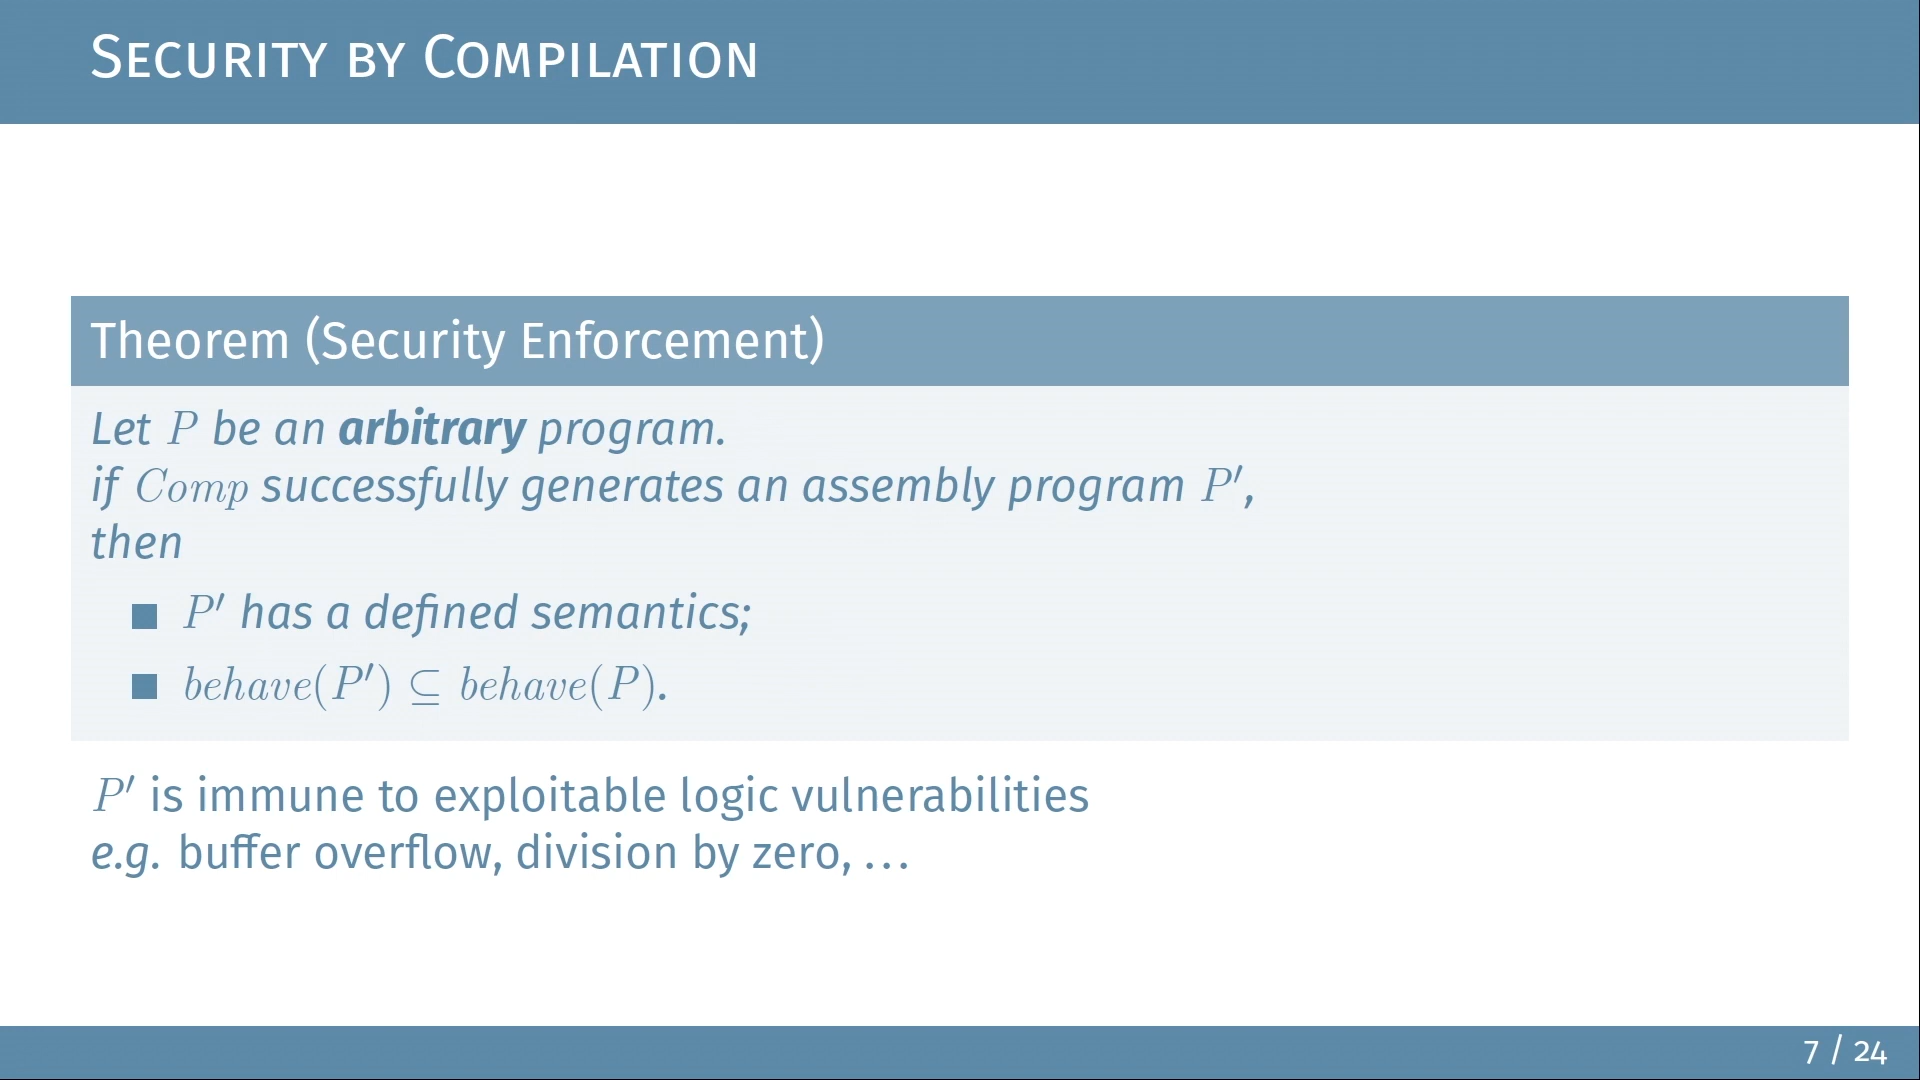 Security by Compilation
Theorem (Security Enforcement)
Let P be an arbitrary program.
if Comp successfully generates an assembly program P′,
then
■ P′ has a defined semantics;
■ behave(P′) ⊆ behave(P).
P′ is immune to exploitable logic vulnerabilities
e.g. buffer overflow, division by zero, …
7 / 24